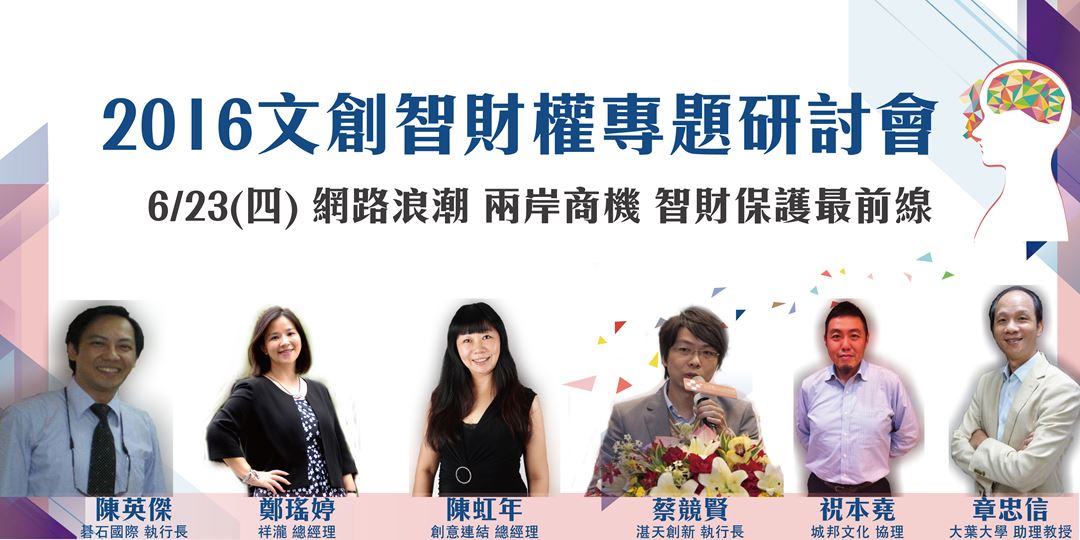 2016文創智財權專題研討會
6/23(四) 網路浪潮 兩岸商機 智財保護最前線
陳英傑
碁石國際 執行長
鄭瑤婷
祥瀧 總經理
陳虹年
創意連結 總經理
蔡競賢
湛天創新 執行長
祝本堯
城邦文化 協理
章忠信
大葉大學 助理教授